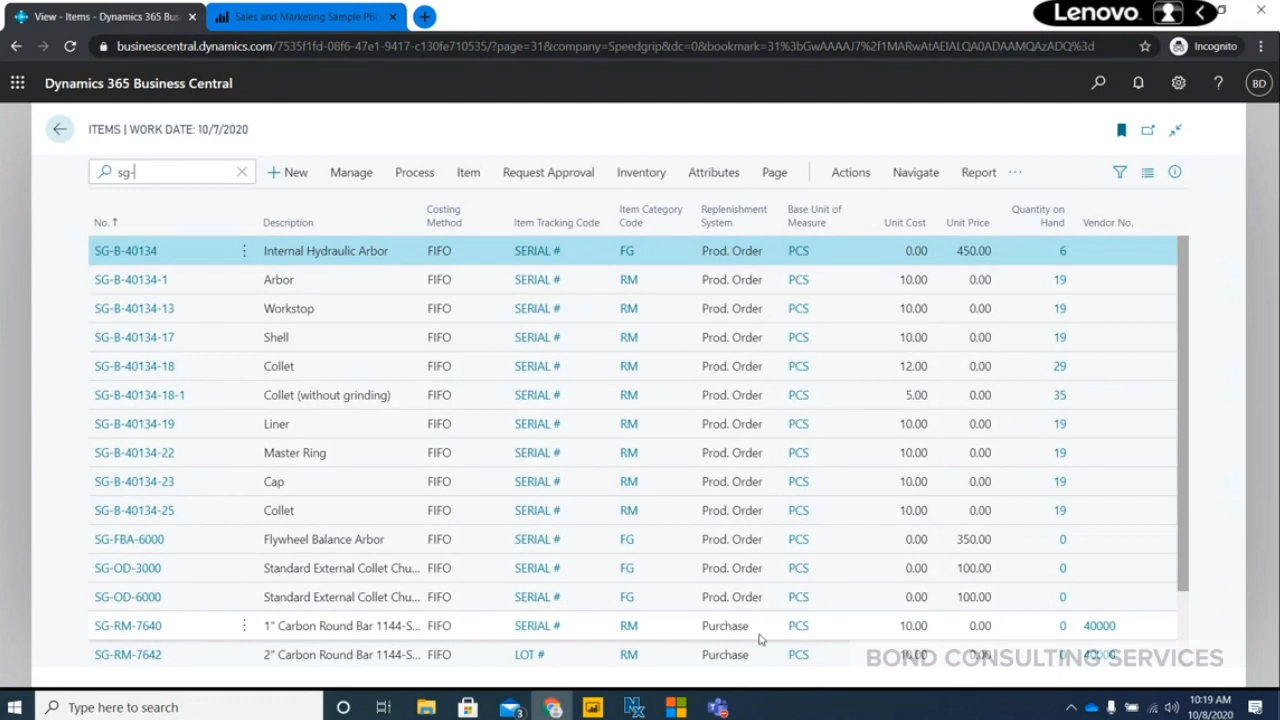 View - Items - Dynamics 365 Bus
Sales and Marketing Sample PB
Lenovo
businesscentral.dynamics.com/7535f1fd-08f6-47e1-9417-c130fe710535/?page=31&company=Speedgrip&dc=0&bookmark=31%3bGwAAAAJ7%2f1MARwAtAEIALQA0ADAAMQAzADQ%3d
Incognito
Dynamics 365 Business Central
BD
ITEMS | WORK DATE: 10/7/2020
sg-
New Manage Process Item Request Approval Inventory Attributes Page Actions Navigate Report
No. Description Costing Method Item Tracking Code Item Category Code Replenishment System Base Unit of Measure Unit Cost Unit Price Quantity on Hand Vendor No.
SG-B-40134 Internal Hydraulic Arbor FIFO SERIAL # FG Prod. Order PCS 0.00 450.00 6
SG-B-40134-1 Arbor FIFO SERIAL # RM Prod. Order PCS 10.00 0.00 19
SG-B-40134-13 Workstop FIFO SERIAL # RM Prod. Order PCS 10.00 0.00 19
SG-B-40134-17 Shell FIFO SERIAL # RM Prod. Order PCS 10.00 0.00 19
SG-B-40134-18 Collet FIFO SERIAL # RM Prod. Order PCS 12.00 0.00 29
SG-B-40134-18-1 Collet (without grinding) FIFO SERIAL # RM Prod. Order PCS 5.00 0.00 35
SG-B-40134-19 Liner FIFO SERIAL # RM Prod. Order PCS 10.00 0.00 19
SG-B-40134-22 Master Ring FIFO SERIAL # RM Prod. Order PCS 10.00 0.00 19
SG-B-40134-23 Cap FIFO SERIAL # RM Prod. Order PCS 10.00 0.00 19
SG-B-40134-25 Collet FIFO SERIAL # RM Prod. Order PCS 10.00 0.00 19
SG-FBA-6000 Flywheel Balance Arbor FIFO SERIAL # FG Prod. Order PCS 0.00 350.00 0
SG-OD-3000 Standard External Collet Chu... FIFO SERIAL # FG Prod. Order PCS 0.00 100.00 0
SG-OD-6000 Standard External Collet Chu... FIFO SERIAL # FG Prod. Order PCS 0.00 100.00 0
SG-RM-7640 1" Carbon Round Bar 1144-S... FIFO SERIAL # RM Purchase PCS 10.00 0.00 0 40000
SG-RM-7642 2" Carbon Round Bar 1144-S... FIFO LOT # RM Purchase PCS 10.00 0.00 0 40000
BOND CONSULTING SERVICES
Type here to search
3
10:19 AM
10/8/2020